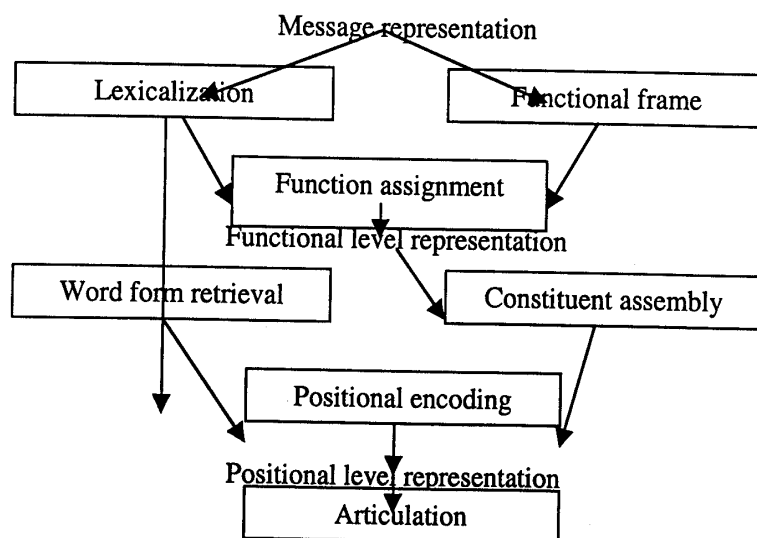 Message representation
Lexicalization
Functional frame
Function assignment
Functional level representation
Word form retrieval
Constituent assembly
Positional encoding
Positional level representation
Articulation